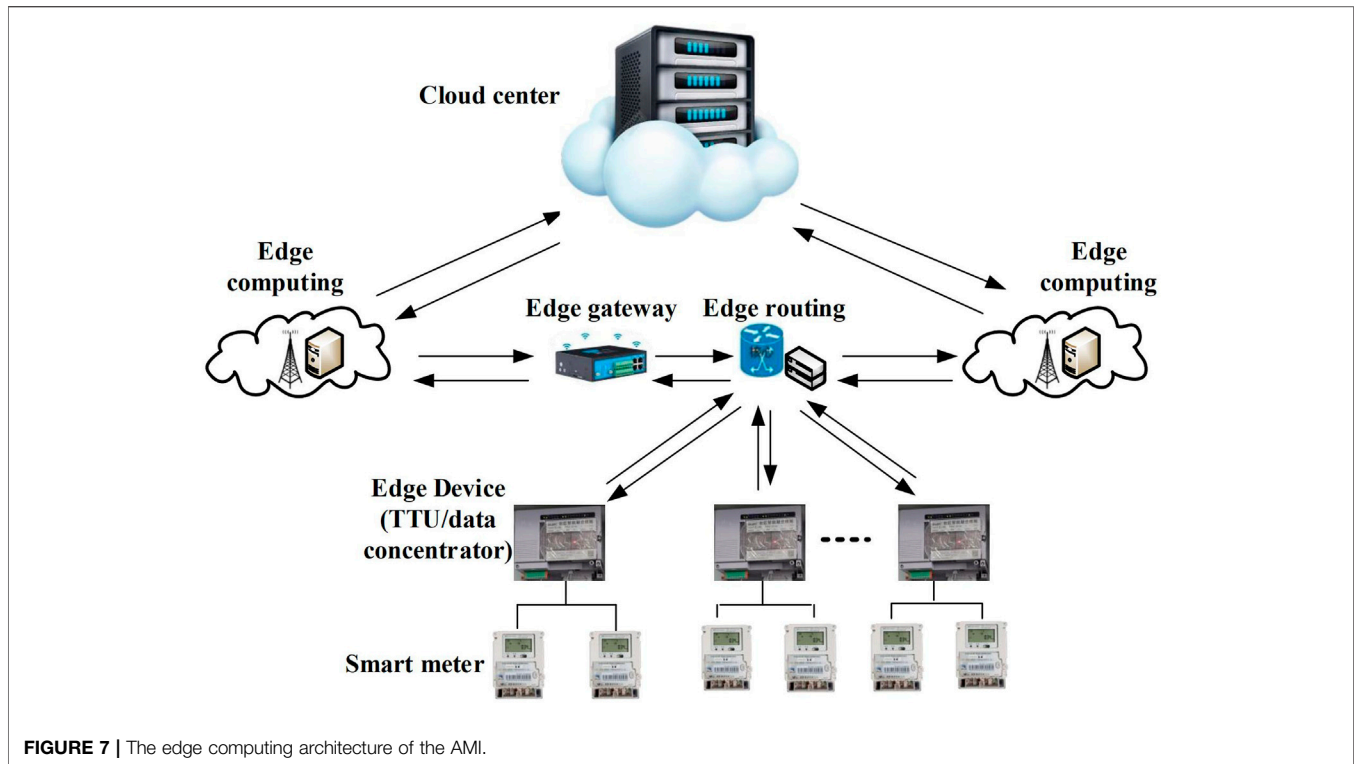 Cloud center
Edge
computing
Edge
computing
Edge gateway
Edge routing
Edge Device
(TTU/data
concentrator)
Smart meter
FIGURE 7 | The edge computing architecture of the AMI.